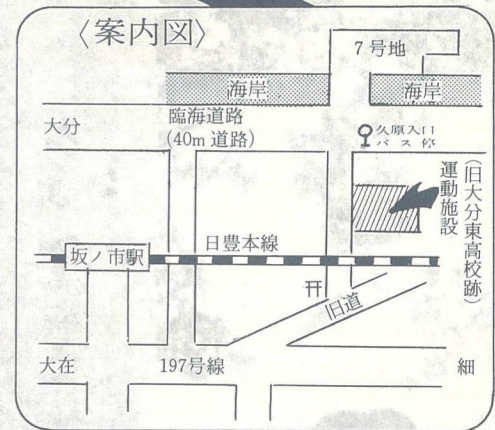 〈案内図〉
7号地
海岸
海岸
大分
臨海道路
(40m 道路)
久原入口
バス停
運動施設
(旧大分東高校跡)
日豊本線
坂ノ市駅
旧道
大在
197号線
細